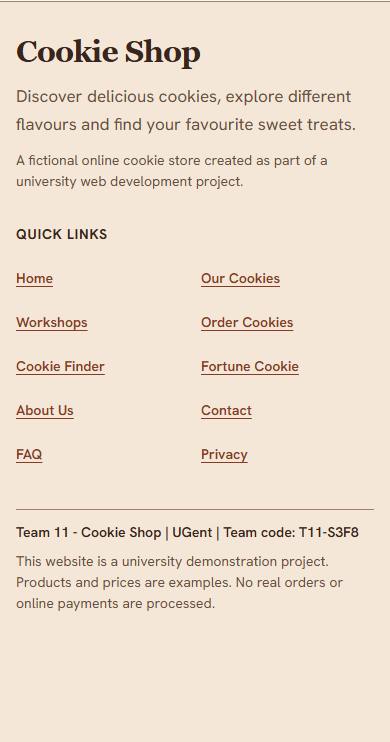 Cookie Shop
Discover delicious cookies, explore different
flavours and find your favourite sweet treats.
A fictional online cookie store created as part of a
university web development project.
QUICK LINKS
Home
Our Cookies
Workshops
Order Cookies
Cookie Finder
Fortune Cookie
About Us
Contact
FAQ
Privacy
Team 11 - Cookie Shop | UGent | Team code: T11-S3F8
This website is a university demonstration project.
Products and prices are examples. No real orders or
online payments are processed.